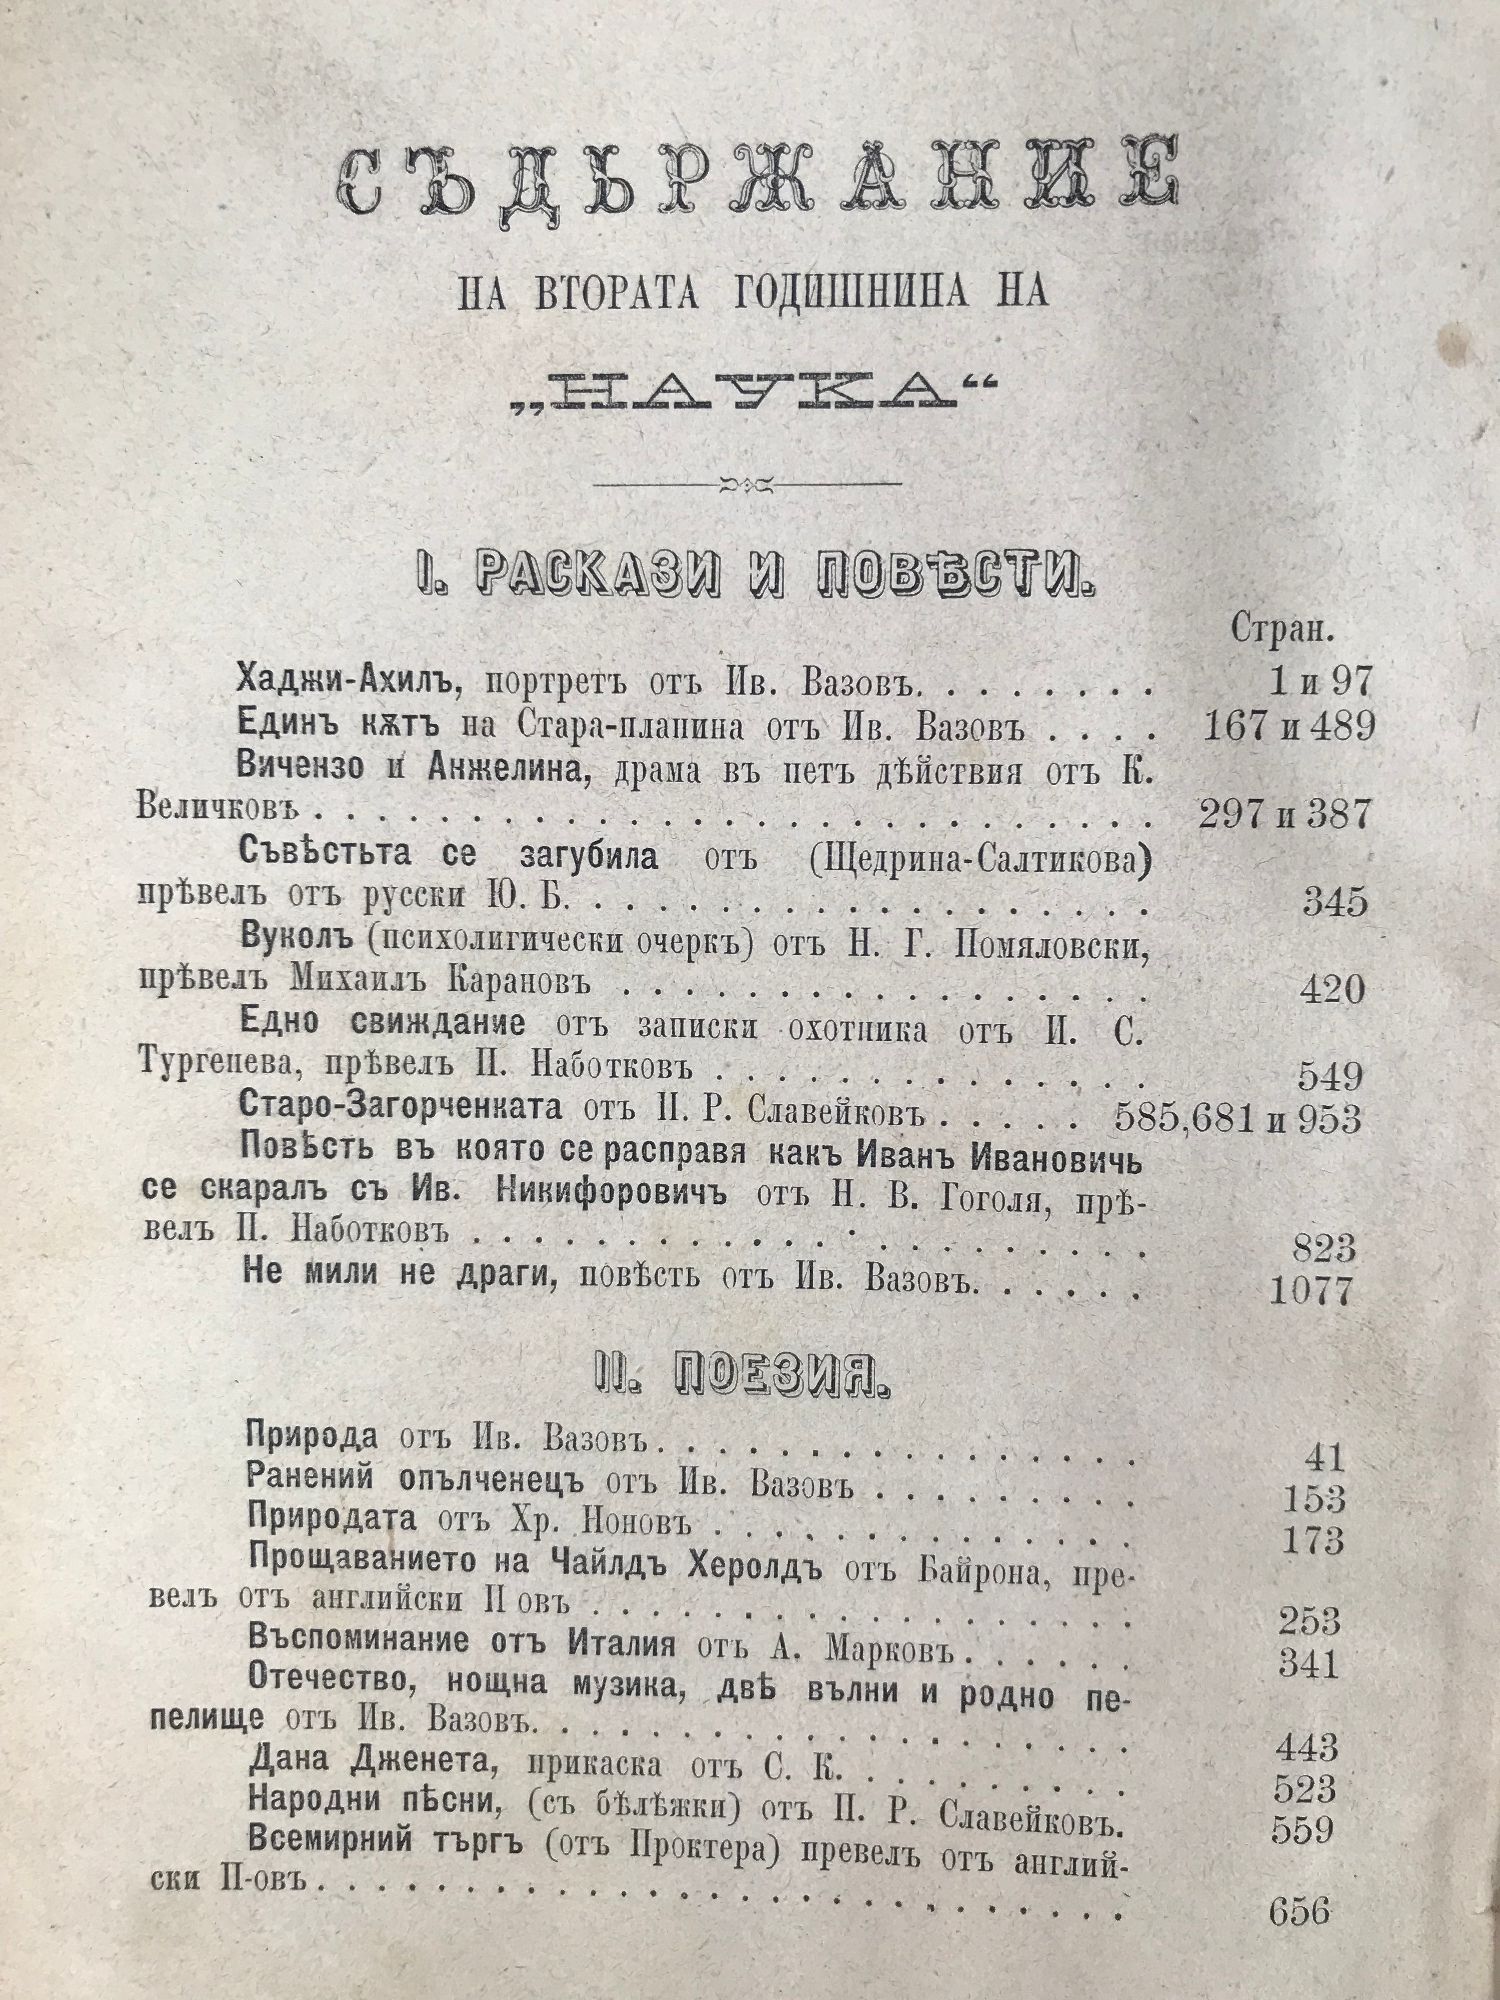 СЪДЪРЖАНИЕ
НА ВТОРАТА ГОДИШНИНА НА
„НАУКА“
I. РАСКАЗИ И ПОВѢСТИ.
Стран.
Хаджи-Ахилъ, портретъ отъ Ив. Вазовъ. . . . . . . . 1 и 97
Единъ кѫтъ на Стара-планина отъ Ив. Вазовъ . . . . 167 и 489
Вичензо и Анжелина, драма въ петъ дѣйствия отъ К.
Величковъ . . . . . . . . . . . . . . . . . . . . . . . . . . . 297 и 387
Съвѣстьта се загубила отъ (Щедрина-Салтикова)
прѣвелъ отъ русски Ю. Б. . . . . . . . . . . . . . . . . . . 345
Вуколъ (психолигически очеркъ) отъ Н. Г. Помяловски,
прѣвелъ Михаилъ Карановъ . . . . . . . . . . . . . . . . . 420
Едно свиждание отъ записки охотника отъ И. С.
Тургенева, прѣвелъ П. Наботковъ . . . . . . . . . . . . . . 549
Старо-Загорченката отъ П. Р. Славейковъ . . . . . 585,681 и 953
Повѣсть въ която се расправя какъ Иванъ Ивановичь
се скаралъ съ Ив. Никифоровичъ отъ Н. В. Гоголя, прѣ-
велъ П. Наботковъ . . . . . . . . . . . . . . . . . . . . . . 823
Не мили не драги, повѣсть отъ Ив. Вазовъ. . . . . . . 1077
II. ПОЕЗИЯ.
Природа отъ Ив. Вазовъ. . . . . . . . . . . . . . . . . 41
Ранений опълченецъ отъ Ив. Вазовъ . . . . . . . . . 153
Природата отъ Хр. Ноновъ . . . . . . . . . . . . . . 173
Прощаванието на Чайлдъ Херолдъ отъ Байрона, пре-
велъ отъ английски П овъ . . . . . . . . . . . . . . . . . . 253
Въспоминание отъ Италия отъ А. Марковъ . . . . . . 341
Отечество, нощна музика, двѣ вълни и родно пе-
пелище отъ Ив. Вазовъ. . . . . . . . . . . . . . . . . . . . 443
Дана Дженета, прикаска отъ С. К. . . . . . . . . . 523
Народни пѣсни, (съ бѣлѣжки) отъ П. Р. Славейковъ. 559
Всемирний търгъ (отъ Проктера) превелъ отъ англий-
ски П-овъ . . . . . . . . . . . . . . . . . . . . . . . . . . . 656